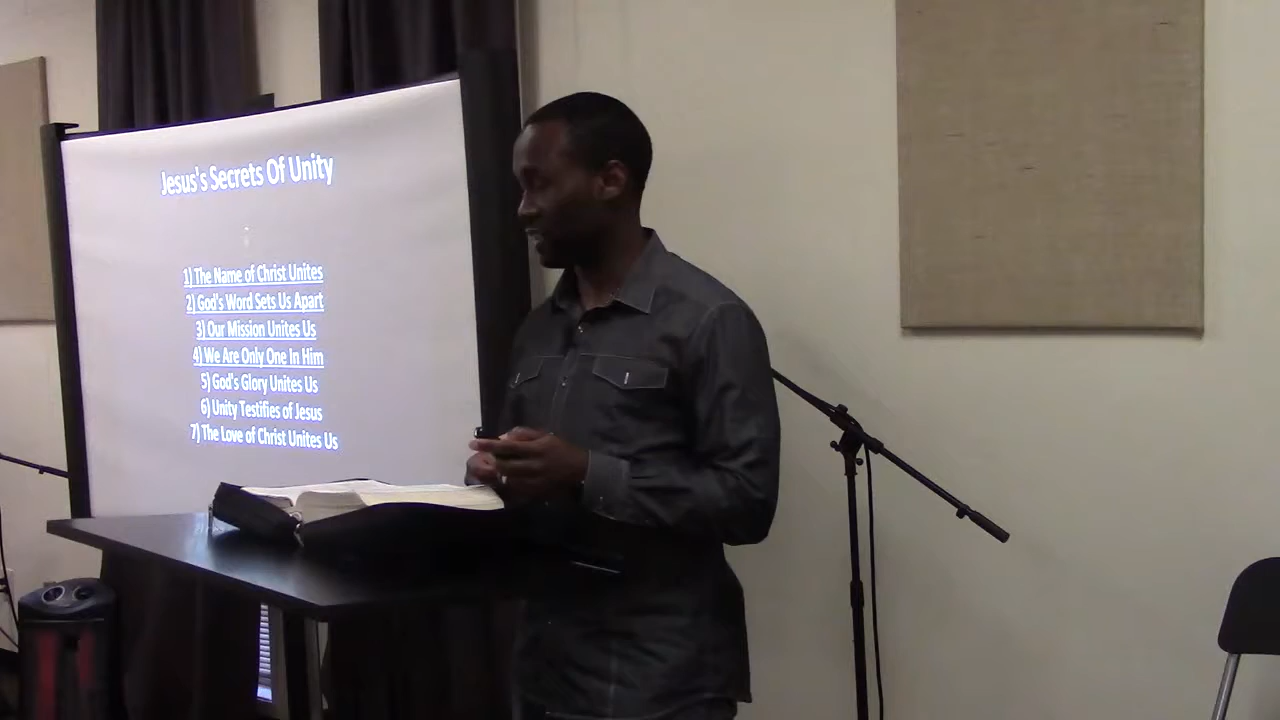 Jesus's Secrets Of Unity
1) The Name of Christ Unites
2) God's Word Sets Us Apart
3) Our Mission Unites Us
4) We Are Only One In Him
5) God's Glory Unites Us
6) Unity Testifies of Jesus
7) The Love of Christ Unites Us